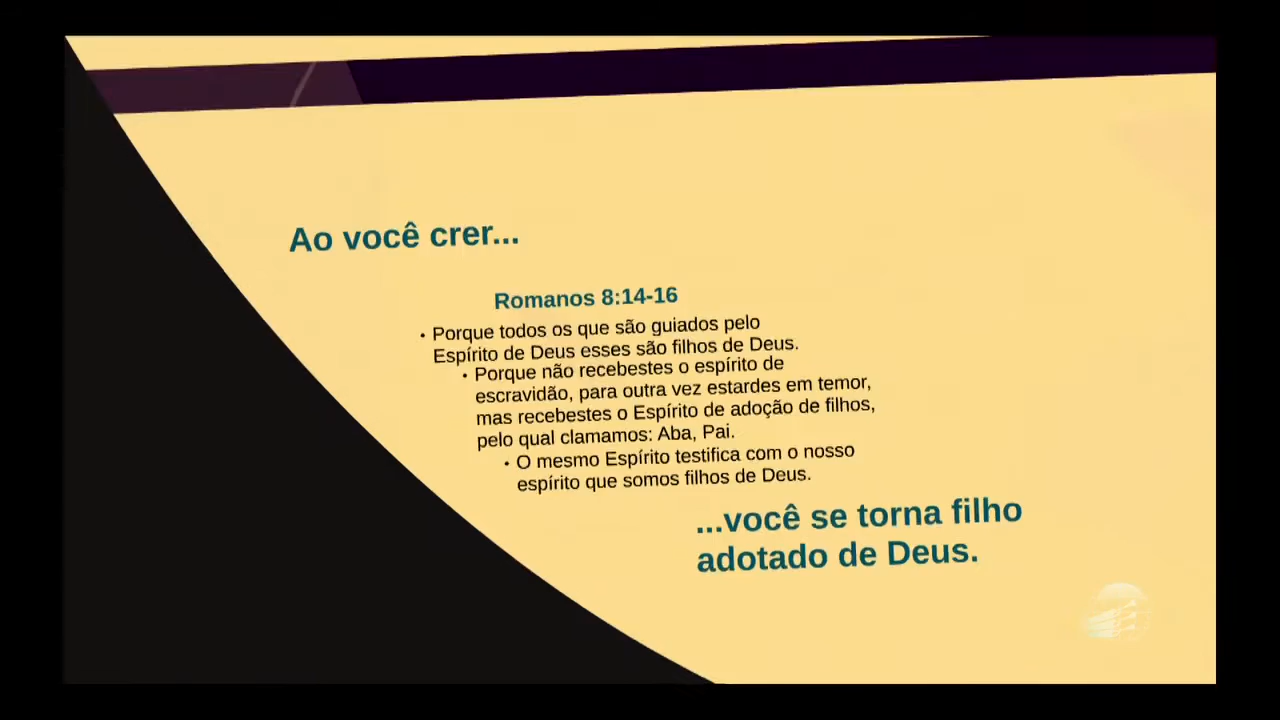 Ao você crer...
Romanos 8:14-16
• Porque todos os que são guiados pelo
Espírito de Deus esses são filhos de Deus.
• Porque não recebestes o espírito de
escravidão, para outra vez estardes em temor,
mas recebestes o Espírito de adoção de filhos,
pelo qual clamamos: Aba, Pai.
• O mesmo Espírito testifica com o nosso
espírito que somos filhos de Deus.
...você se torna filho
adotado de Deus.